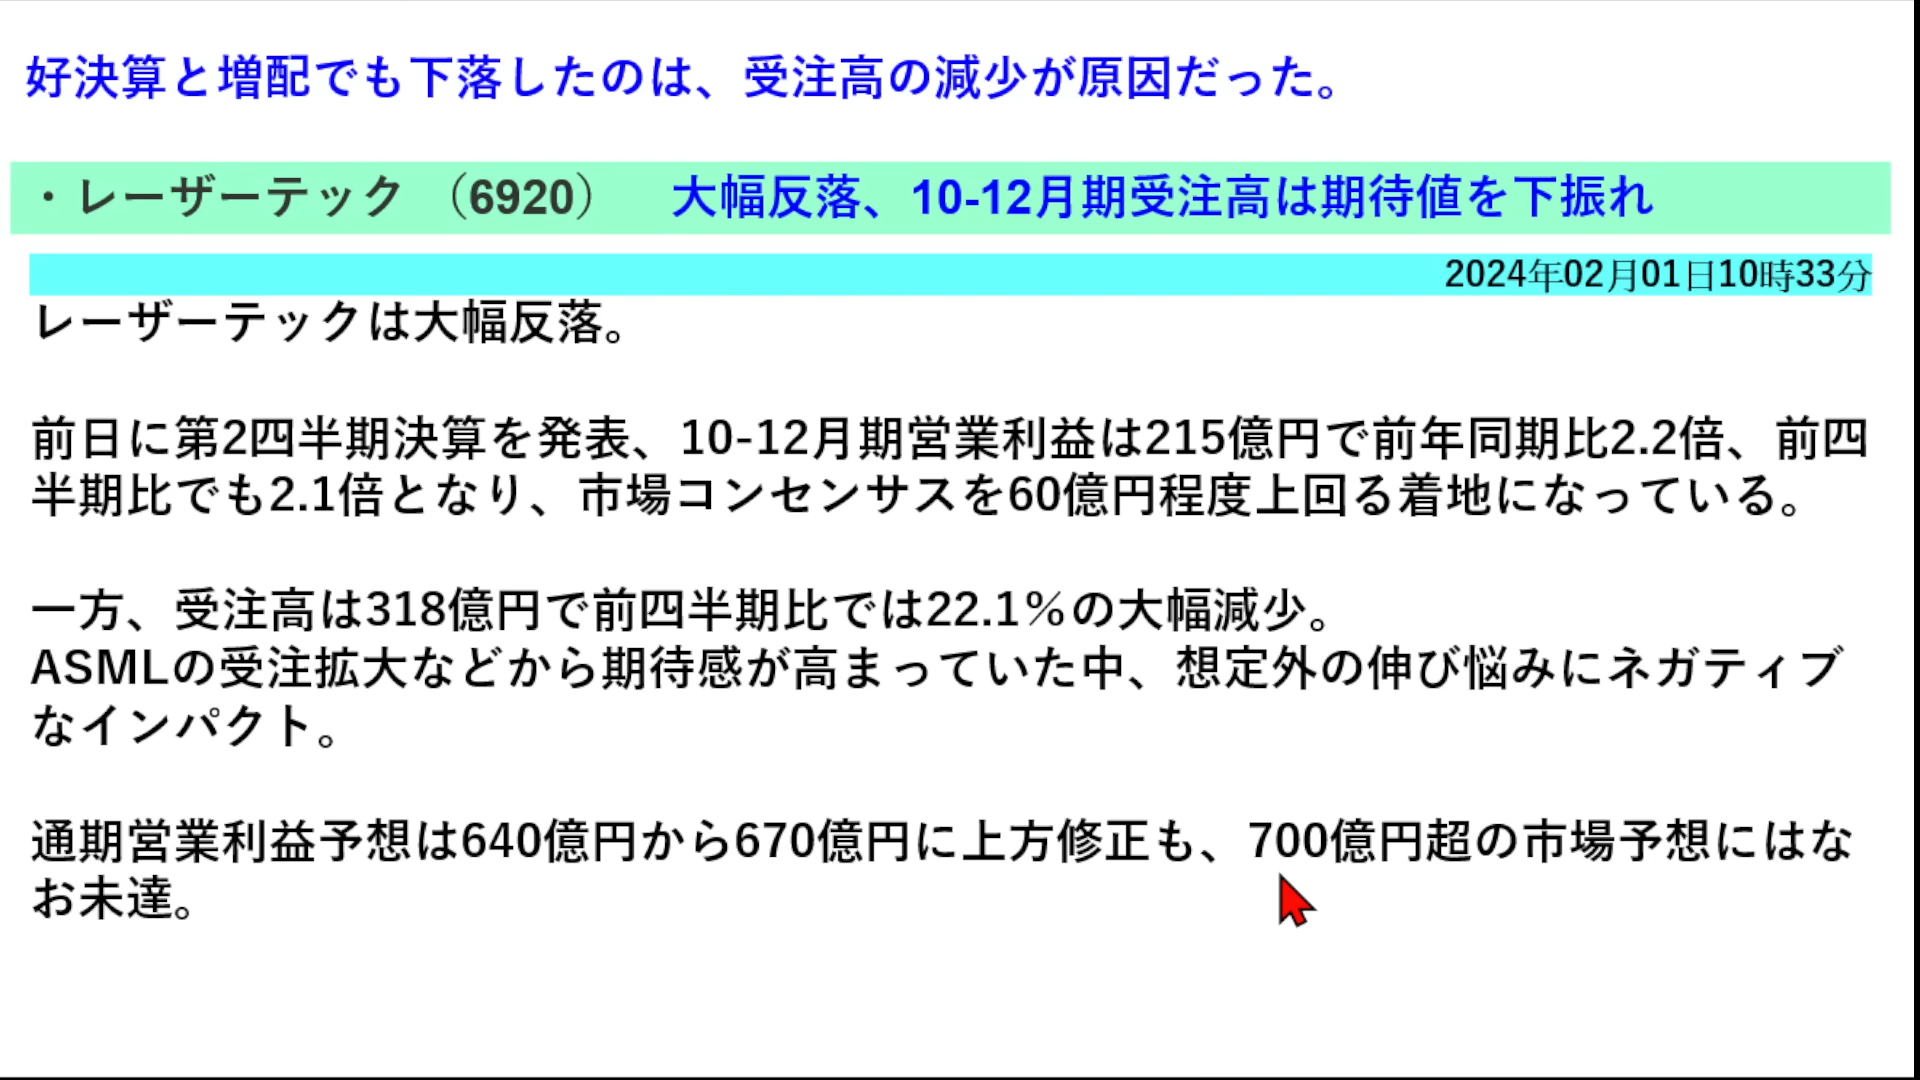 好決算と増配でも下落したのは、受注高の減少が原因だった。
・レーザーテック （6920）　大幅反落、10-12月期受注高は期待値を下振れ
2024年02月01日10時33分
レーザーテックは大幅反落。
前日に第2四半期決算を発表、10-12月期営業利益は215億円で前年同期比2.2倍、前四
半期比でも2.1倍となり、市場コンセンサスを60億円程度上回る着地になっている。
一方、受注高は318億円で前四半期比では22.1％の大幅減少。
ASMLの受注拡大などから期待感が高まっていた中、想定外の伸び悩みにネガティブ
なインパクト。
通期営業利益予想は640億円から670億円に上方修正も、700億円超の市場予想にはな
お未達。